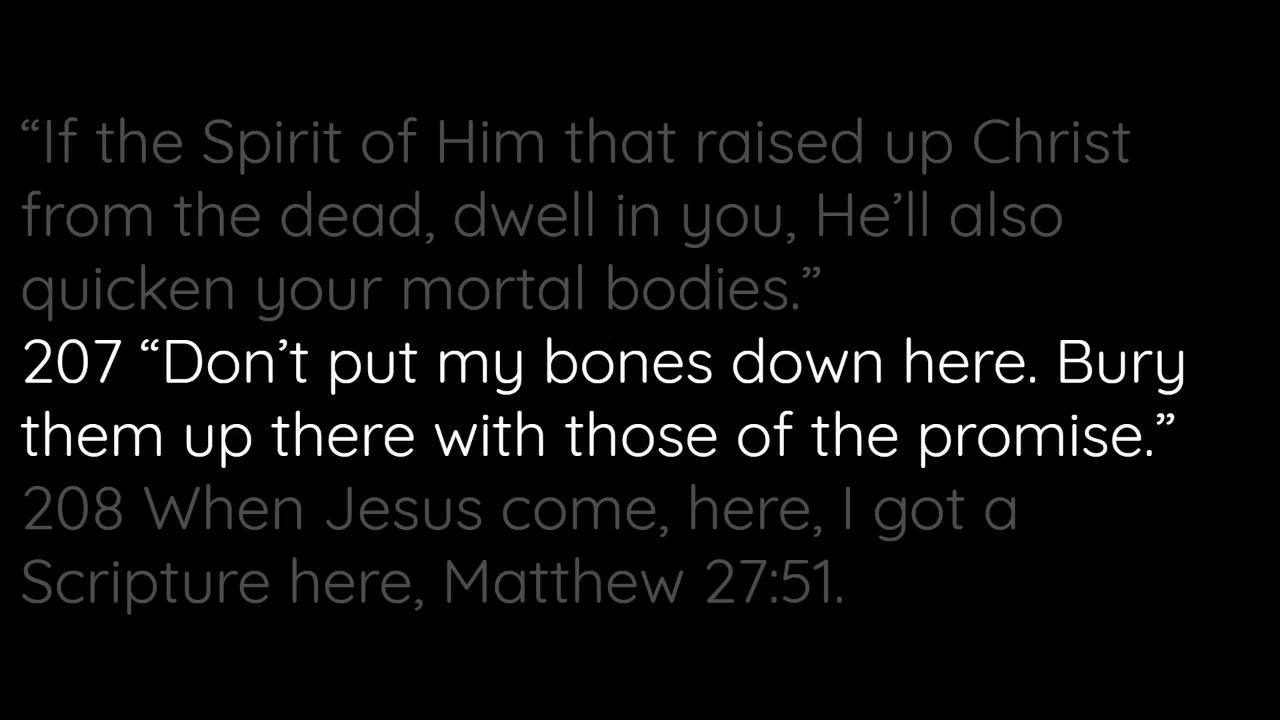 “If the Spirit of Him that raised up Christ
from the dead, dwell in you, He’ll also
quicken your mortal bodies.”
207 “Don’t put my bones down here. Bury
them up there with those of the promise.”
208 When Jesus come, here, I got a
Scripture here, Matthew 27:51.